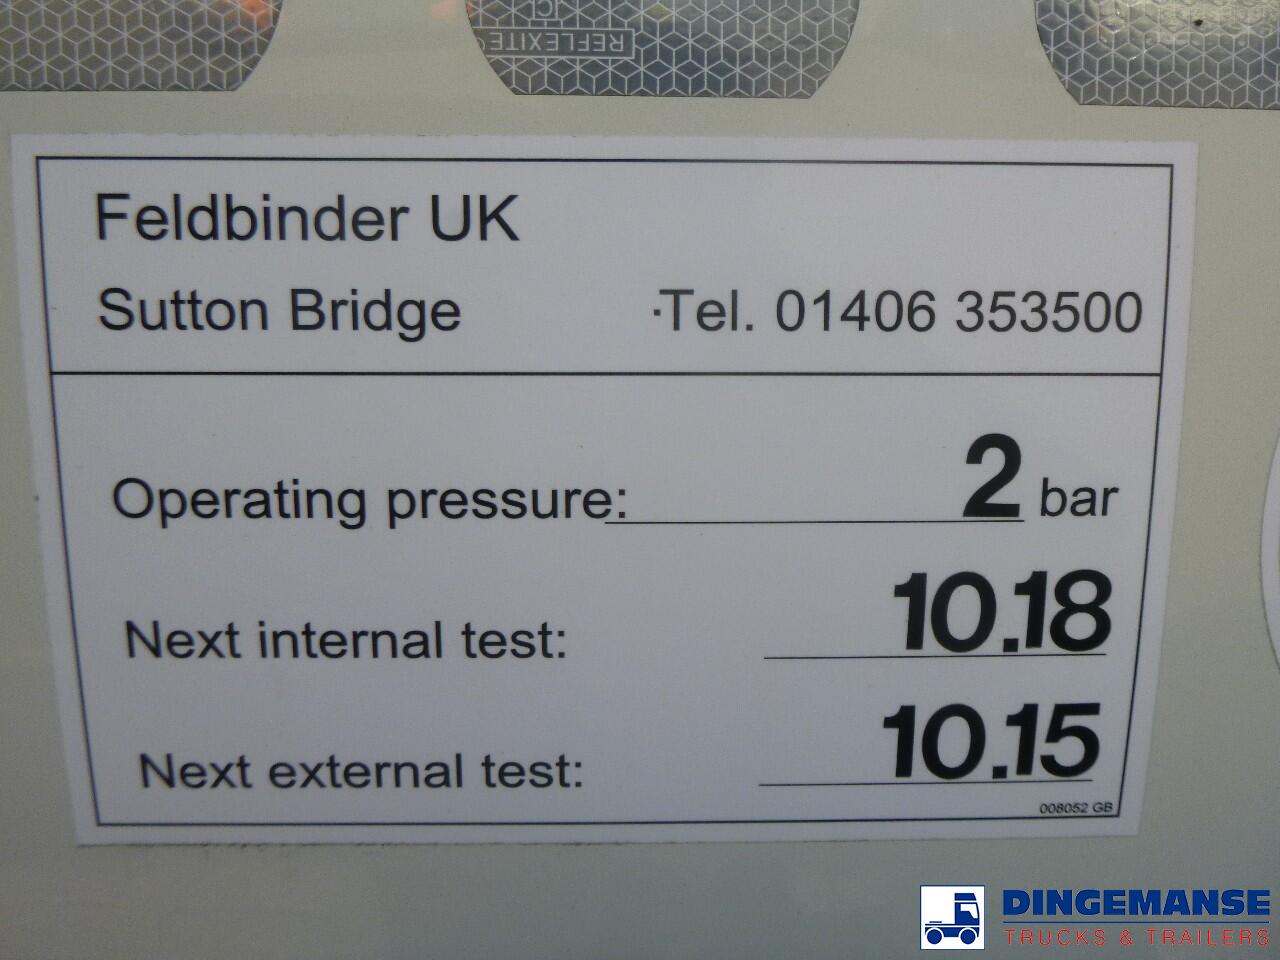 REFLEXITE
Feldbinder UK
Sutton Bridge Tel. 01406 353500
Operating pressure: 2 bar
Next internal test: 10.18
Next external test: 10.15
008052 GB
DINGEMANSE
TRUCKS & TRAILERS